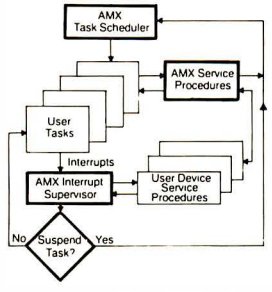 AMX
Task Scheduler
AMX Service
Procedures
User
Tasks
Interrupts
AMX Interrupt
Supervisor
User Device
Service
Procedures
No
Suspend
Task?
Yes